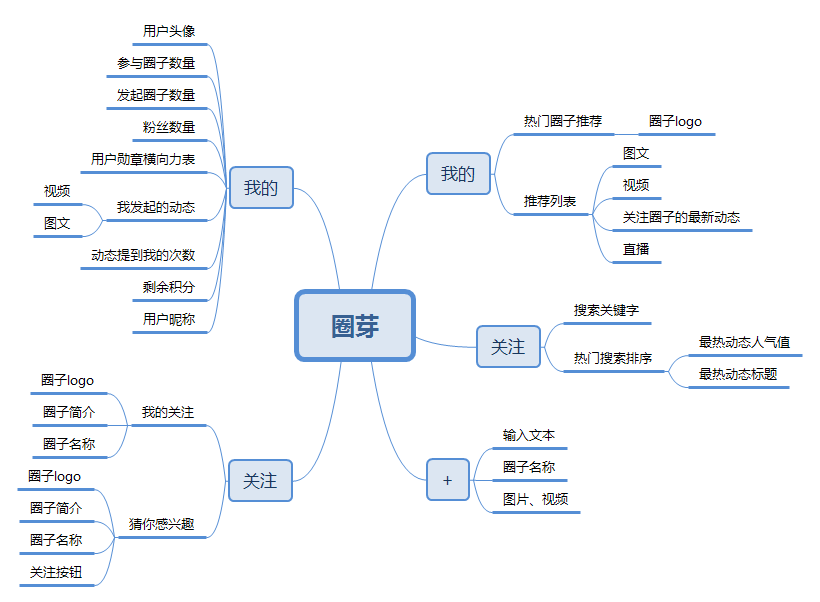 圈芽
我的
热门圈子推荐
圈子logo
推荐列表
图文
视频
关注圈子的最新动态
直播
关注
搜索关键字
热门搜索排序
最热动态人气值
最热动态标题
+
输入文本
圈子名称
图片、视频
我的
用户头像
参与圈子数量
发起圈子数量
粉丝数量
用户勋章横向力表
我发起的动态
视频
图文
动态提到我的次数
剩余积分
用户昵称
关注
我的关注
圈子logo
圈子简介
圈子名称
猜你感兴趣
圈子logo
圈子简介
圈子名称
关注按钮